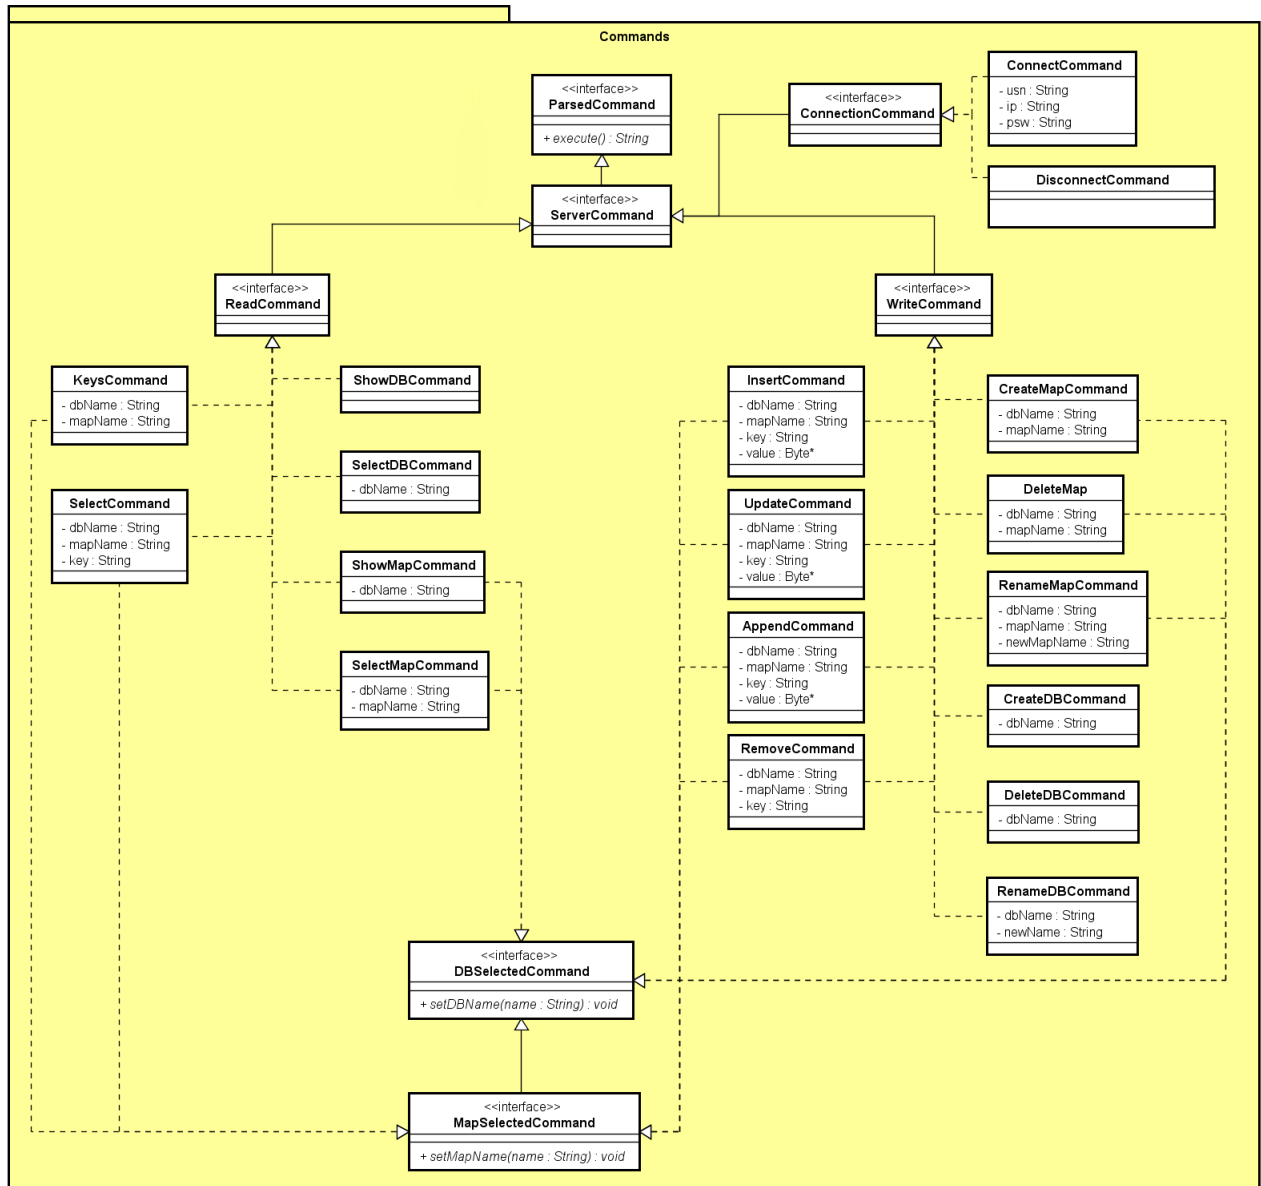 Commands
<<interface>>
ParsedCommand
+ execute() : String
<<interface>>
ConnectionCommand
ConnectCommand
- usn : String
- ip : String
- psw : String
DisconnectCommand
<<interface>>
ServerCommand
<<interface>>
ReadCommand
<<interface>>
WriteCommand
KeysCommand
- dbName : String
- mapName : String
SelectCommand
- dbName : String
- mapName : String
- key : String
ShowDBCommand
SelectDBCommand
- dbName : String
ShowMapCommand
- dbName : String
SelectMapCommand
- dbName : String
- mapName : String
InsertCommand
- dbName : String
- mapName : String
- key : String
- value : Byte*
UpdateCommand
- dbName : String
- mapName : String
- key : String
- value : Byte*
AppendCommand
- dbName : String
- mapName : String
- key : String
- value : Byte*
RemoveCommand
- dbName : String
- mapName : String
- key : String
CreateMapCommand
- dbName : String
- mapName : String
DeleteMap
- dbName : String
- mapName : String
RenameMapCommand
- dbName : String
- mapName : String
- newMapName : String
CreateDBCommand
- dbName : String
DeleteDBCommand
- dbName : String
RenameDBCommand
- dbName : String
- newName : String
<<interface>>
DBSelectedCommand
+ setDBName(name : String) : void
<<interface>>
MapSelectedCommand
+ setMapName(name : String) : void